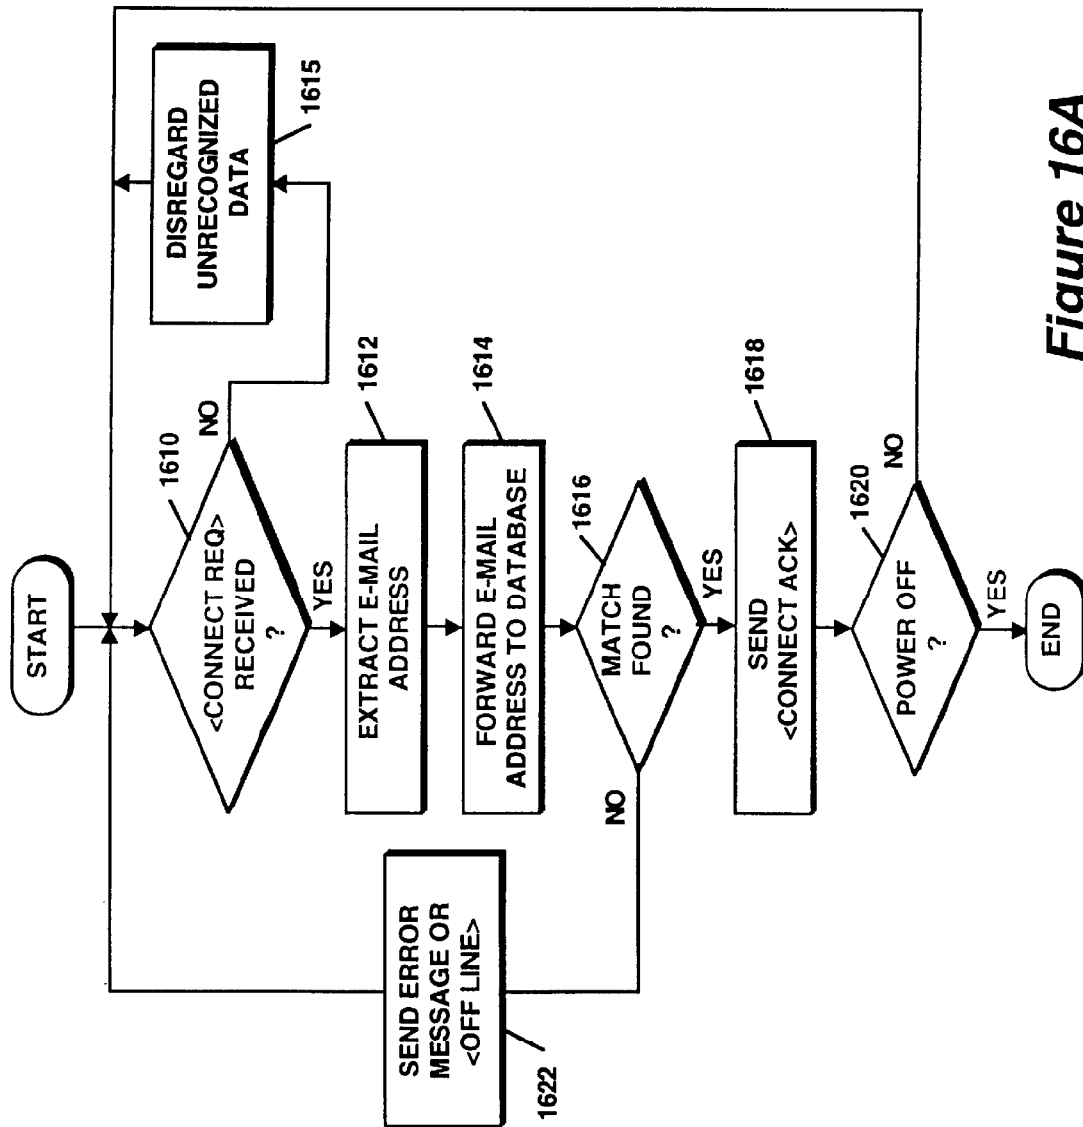 START
<CONNECT REQ>
RECEIVED
?
1610
NO
YES
DISREGARD
UNRECOGNIZED
DATA
1615
EXTRACT E-MAIL
ADDRESS
1612
FORWARD E-MAIL
ADDRESS TO DATABASE
1614
MATCH
FOUND
?
1616
NO
YES
SEND ERROR
MESSAGE OR
<OFF LINE>
1622
SEND
<CONNECT ACK>
1618
POWER OFF
?
1620
NO
YES
END
Figure 16A